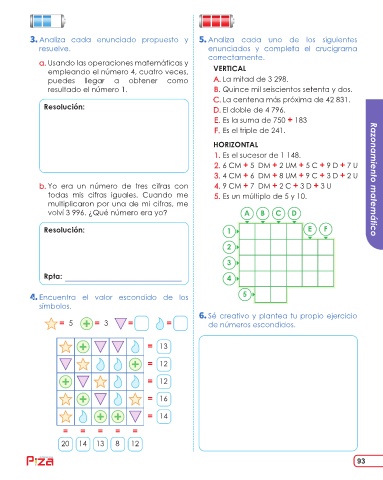 3. Analiza cada enunciado propuesto y
resuelve.
a. Usando las operaciones matemáticas y
empleando el número 4, cuatro veces,
puedes llegar a obtener como
resultado el número 1.
Resolución:
b. Yo era un número de tres cifras con
todas mis cifras iguales. Cuando me
multiplicaron por una de mi cifras, me
volví 3 996. ¿Qué número era yo?
Resolución:
Rpta:
4. Encuentra el valor escondido de los
símbolos.
= 5 + = 3 = =
+ = 13
+ = 12
+ = 12
+ = 16
+ + = 14
= = = = =
20 14 13 8 12
5. Analiza cada uno de los siguientes
enunciados y completa el crucigrama
correctamente.
VERTICAL
A. La mitad de 3 298.
B. Quince mil seiscientos setenta y dos.
C. La centena más próxima de 42 831.
D. El doble de 4 796.
E. Es la suma de 750 + 183
F. Es el triple de 241.
HORIZONTAL
1. Es el sucesor de 1 148.
2. 6 CM + 5 DM + 2 UM + 5 C + 9 D + 7 U
3. 4 CM + 6 DM + 8 UM + 9 C + 3 D + 2 U
4. 9 CM + 7 DM + 2 C + 3 D + 3 U
5. Es un múltiplo de 5 y 10.
A B C D
1 E F
2
3
4
5
6. Sé creativo y plantea tu propio ejercicio
de números escondidos.
Razonamiento matemático
Piza
93